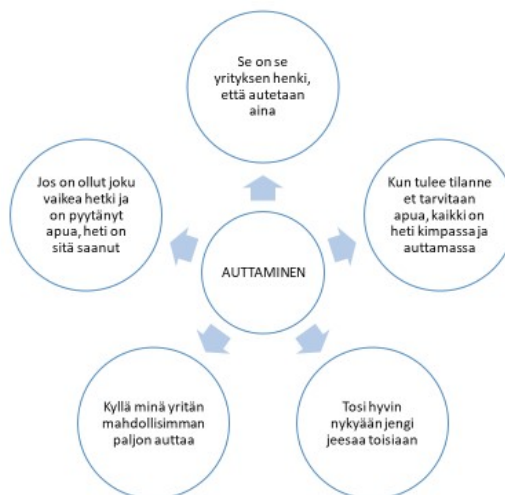 Se on se
yrityksen henki,
että autetaan
aina
Jos on ollut joku
vaikea hetki ja
on pyytänyt
apua, heti on
sitä saanut
Kun tulee tilanne
et tarvitaan
apua, kaikki on
heti kimpassa ja
auttamassa
AUTTAMINEN
Kyllä minä yritän
mahdollisimman
paljon auttaa
Tosi hyvin
nykyään jengi
jeesaa toisiaan